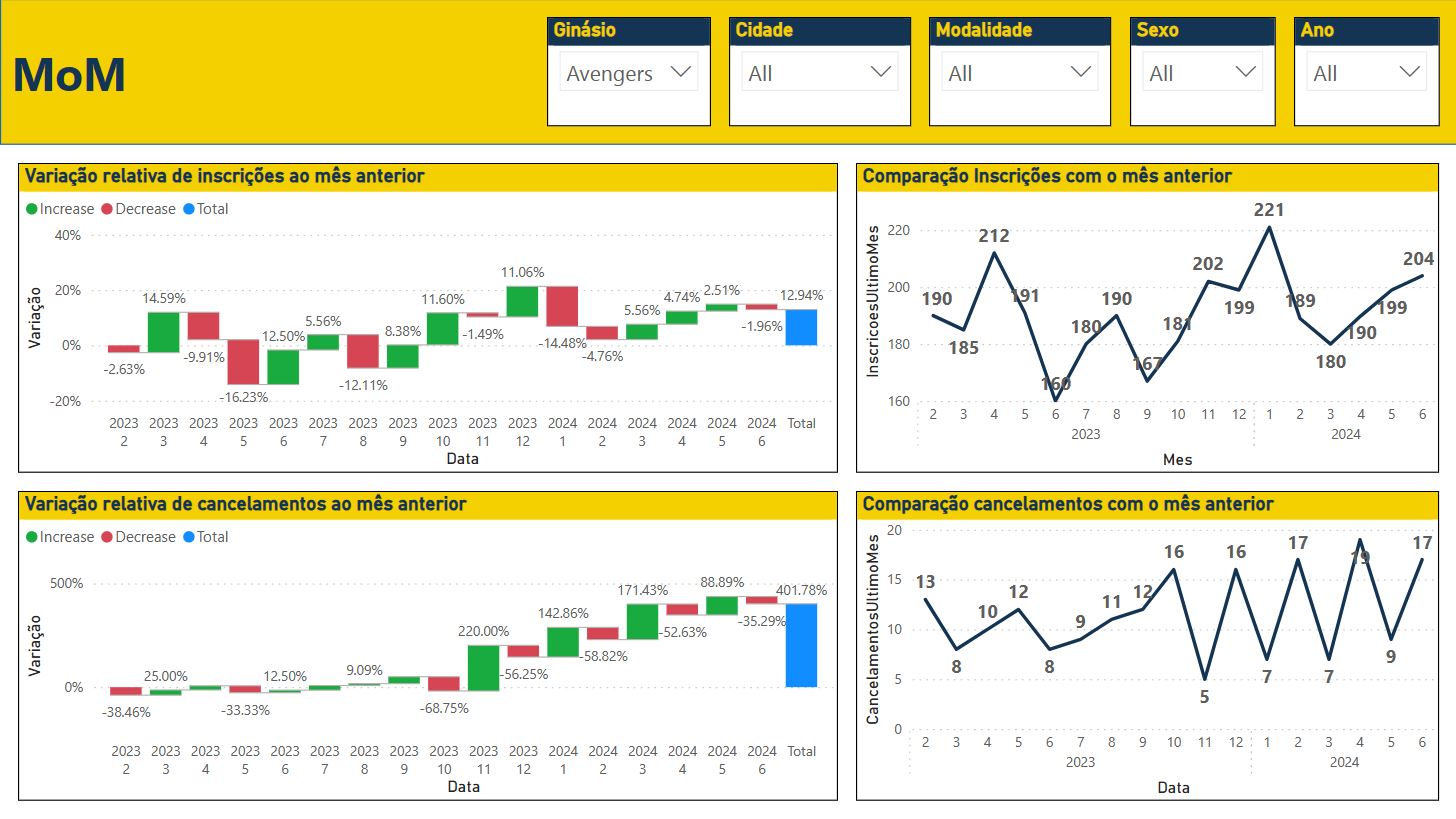 MoM
Ginásio
Avengers
Cidade
All
Modalidade
All
Sexo
All
Ano
All
Variação relativa de inscrições ao mês anterior
Increase Decrease Total
Variação
40%
20%
0%
-20%
-2.63%
14.59%
-9.91%
-16.23%
12.50%
5.56%
-12.11%
8.38%
11.60%
-1.49%
11.06%
-14.48%
-4.76%
5.56%
4.74%
2.51%
-1.96%
12.94%
2023 2023 2023 2023 2023 2023 2023 2023 2023 2023 2023 2024 2024 2024 2024 2024 2024 Total
2 3 4 5 6 7 8 9 10 11 12 1 2 3 4 5 6
Data
Comparação Inscrições com o mês anterior
InscricoesUltimoMes
220
200
180
160
190
185
212
191
160
180
190
167
181
202
199
221
189
180
190
199
204
2 3 4 5 6 7 8 9 10 11 12 1 2 3 4 5 6
2023 2024
Mes
Variação relativa de cancelamentos ao mês anterior
Increase Decrease Total
Variação
500%
0%
-38.46%
25.00%
-33.33%
12.50%
9.09%
-68.75%
220.00%
-56.25%
142.86%
-58.82%
171.43%
-52.63%
88.89%
-35.29%
401.78%
2023 2023 2023 2023 2023 2023 2023 2023 2023 2023 2023 2024 2024 2024 2024 2024 2024 Total
2 3 4 5 6 7 8 9 10 11 12 1 2 3 4 5 6
Data
Comparação cancelamentos com o mês anterior
CancelamentosUltimoMes
20
15
10
5
0
13
8
10
12
8
9
11
12
16
5
16
7
17
7
19
9
17
2 3 4 5 6 7 8 9 10 11 12 1 2 3 4 5 6
2023 2024
Data